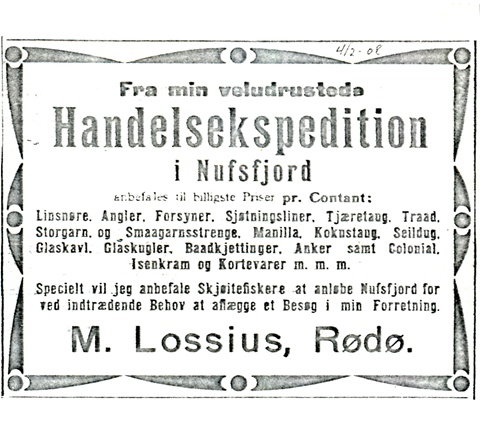 4/2-08
Fra min veludrustede
Handelsekspedition
i Nufsfjord
anbefales til billigste Priser pr. Contant:
Linsnøre, Angler, Forsyner, Sjøtningsliner, Tjæretaug, Traad,
Storgarn, og Smaagarnsstrenge, Manilla, Kokustaug, Seildug,
Glaskavl, Glaskugler, Baadkjettinger, Anker samt Colonial,
Isenkram og Kortevarer m. m. m.
Specielt vil jeg anbefale Skjøitefiskere at anløbe Nufsfjord for
ved indtrædende Behov at aflægge et Besøg i min Forretning.
M. Lossius, Rødø.